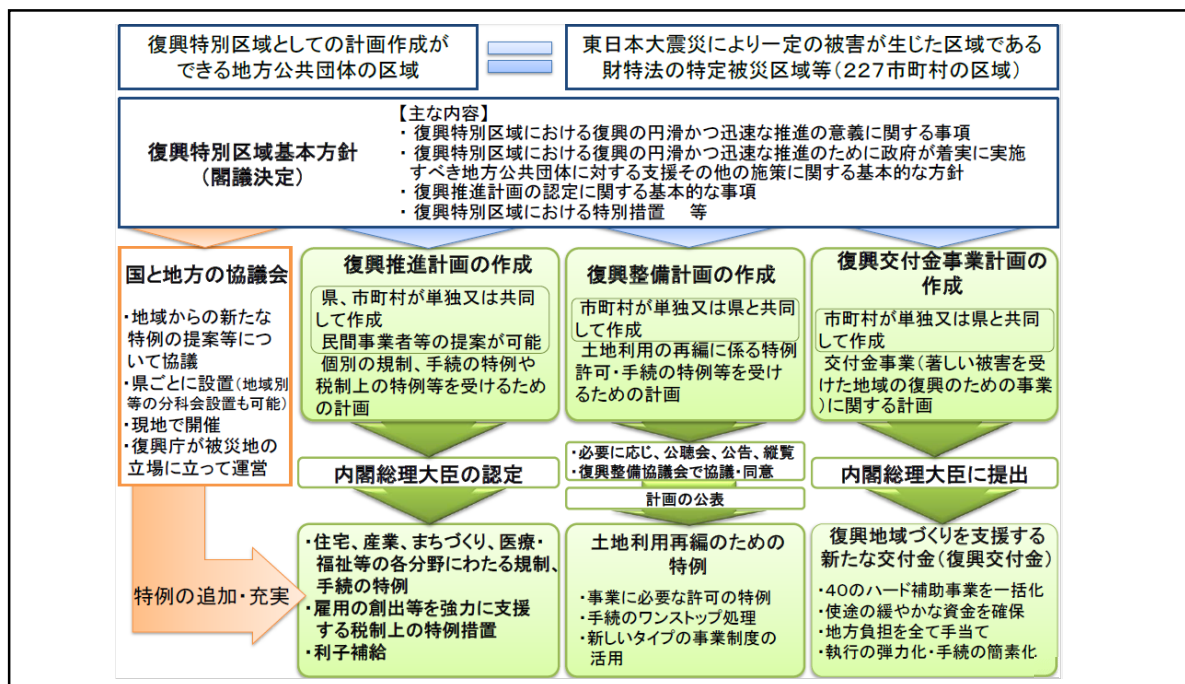 復興特別区域としての計画作成が
できる地方公共団体の区域
東日本大震災により一定の被害が生じた区域である
財特法の特定被災区域等(227市町村の区域)
復興特別区域基本方針
(閣議決定)
【主な内容】
・復興特別区域における復興の円滑かつ迅速な推進の意義に関する事項
・復興特別区域における復興の円滑かつ迅速な推進のために政府が着実に実施
すべき地方公共団体に対する支援その他の施策に関する基本的な方針
・復興推進計画の認定に関する基本的な事項
・復興特別区域における特別措置 等
国と地方の協議会
・地域からの新たな
特例の提案等につ
いて協議
・県ごとに設置(地域別
等の分科会設置も可能)
・現地で開催
・復興庁が被災地の
立場に立って運営
特例の追加・充実
復興推進計画の作成
県、市町村が単独又は共同
して作成
民間事業者等の提案が可能
個別の規制、手続の特例や
税制上の特例等を受けるため
の計画
内閣総理大臣の認定
・住宅、産業、まちづくり、医療・
福祉等の各分野にわたる規制、
手続の特例
・雇用の創出等を強力に支援
する税制上の特例措置
・利子補給
復興整備計画の作成
市町村が単独又は県と共同
して作成
土地利用の再編に係る特例
許可・手続の特例等を受け
るための計画
・必要に応じ、公聴会、公告、縦覧
・復興整備協議会で協議・同意
計画の公表
土地利用再編のための
特例
・事業に必要な許可の特例
・手続のワンストップ処理
・新しいタイプの事業制度の
活用
復興交付金事業計画の
作成
市町村が単独又は県と共同
して作成
交付金事業(著しい被害を受
けた地域の復興のための事業
)に関する計画
内閣総理大臣に提出
復興地域づくりを支援する
新たな交付金(復興交付金)
・40のハード補助事業を一括化
・使途の緩やかな資金を確保
・地方負担を全て手当て
・執行の弾力化・手続の簡素化